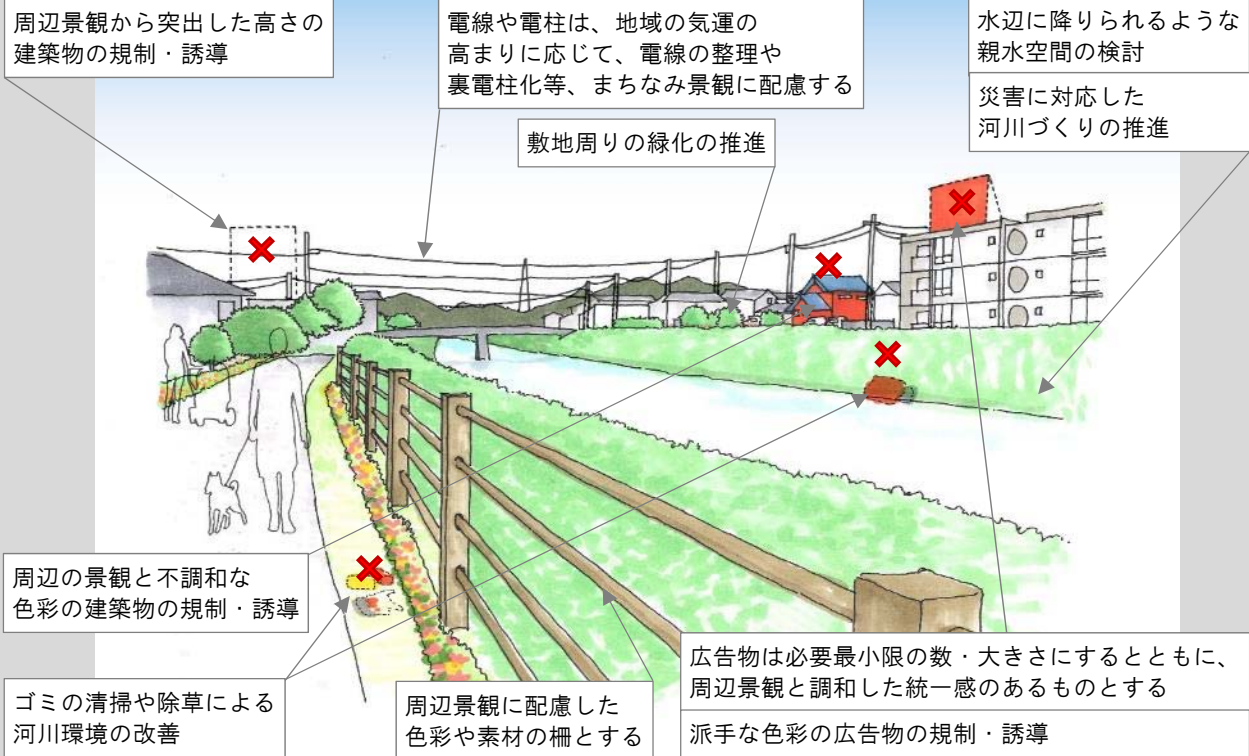 周辺景観から突出した高さの
建築物の規制・誘導
電線や電柱は、地域の気運の
高まりに応じて、電線の整理や
裏電柱化等、まちなみ景観に配慮する
水辺に降りられるような
親水空間の検討
災害に対応した
河川づくりの推進
敷地周りの緑化の推進
周辺の景観と不調和な
色彩の建築物の規制・誘導
ゴミの清掃や除草による
河川環境の改善
周辺景観に配慮した
色彩や素材の柵とする
広告物は必要最小限の数・大きさにするとともに、
周辺景観と調和した統一感のあるものとする
派手な色彩の広告物の規制・誘導